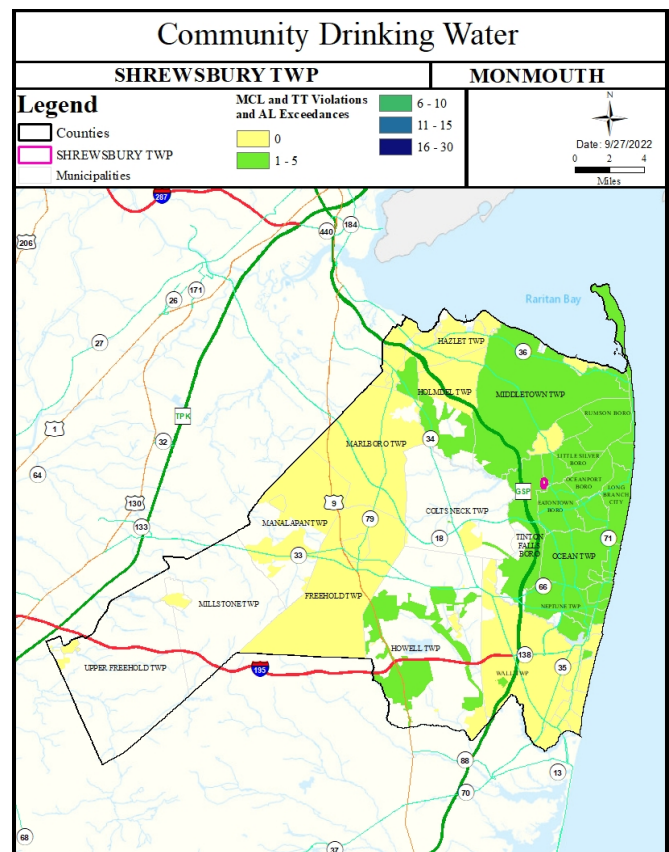 Community Drinking Water
SHREWSBURY TWP
MONMOUTH
Legend
Counties
SHREWSBURY TWP
Municipalities
MCL and TT Violations
and AL Exceedances
0
1 - 5
6 - 10
11 - 15
16 - 30
N
Date: 9/27/2022
0 2 4
Miles
287
206
440
184
171
26
27
Raritan Bay
HAZLET TWP
36
HOLMDEL TWP
MIDDLETOWN TWP
RUMSON BORO
TPK
1
32
34
MARLBORO TWP
LITTLE SILVER
BORO
64
OCEANPORT
BORO
GSP
LONG
BRANCH
CITY
EATONTOWN
BORO
130
9
79
COLTS NECK TWP
133
MANALAPAN TWP
18
TINTON
FALLS
BORO
71
33
OCEAN TWP
66
MILLSTONE TWP
FREEHOLD TWP
NEPTUNE TWP
HOWELL TWP
138
35
UPPER FREEHOLD TWP
195
WALL TWP
88
13
70
68
37